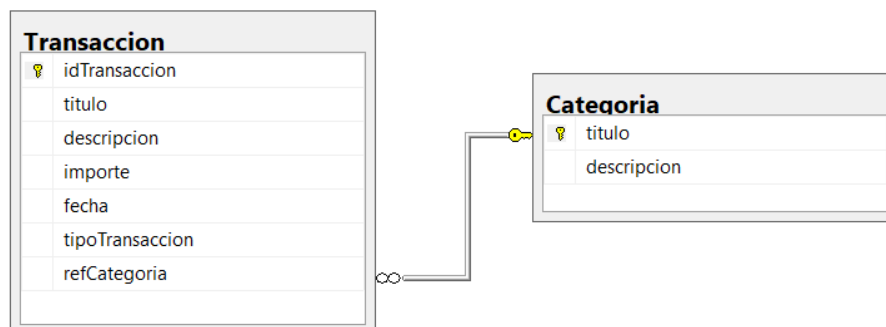 Transaccion
idTransaccion
titulo
descripcion
importe
fecha
tipoTransaccion
refCategoria
Categoria
titulo
descripcion